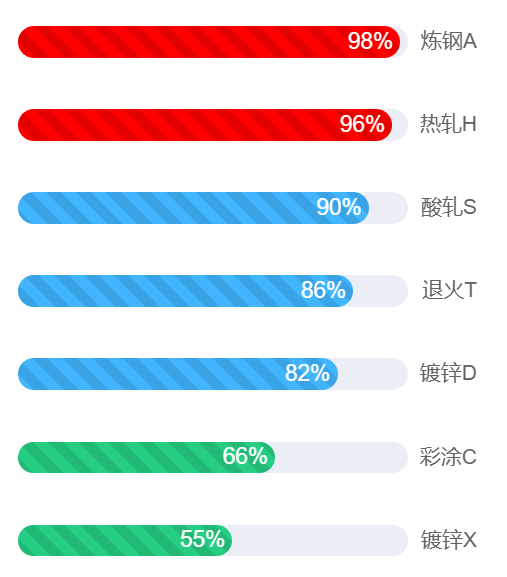 98% 炼钢A
96% 热轧H
90% 酸轧S
86% 退火T
82% 镀锌D
66% 彩涂C
55% 镀锌X